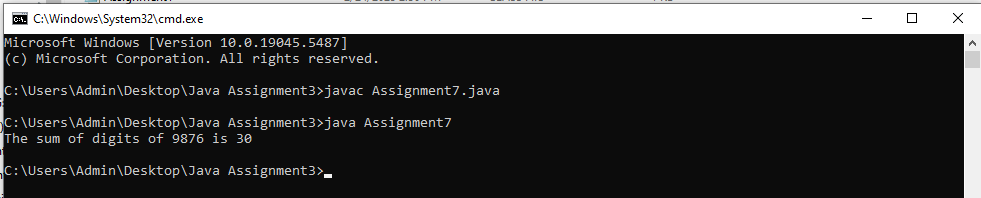 C:\Windows\System32\cmd.exe
Microsoft Windows [Version 10.0.19045.5487]
(c) Microsoft Corporation. All rights reserved.
C:\Users\Admin\Desktop\Java Assignment3>javac Assignment7.java
C:\Users\Admin\Desktop\Java Assignment3>java Assignment7
The sum of digits of 9876 is 30
C:\Users\Admin\Desktop\Java Assignment3>